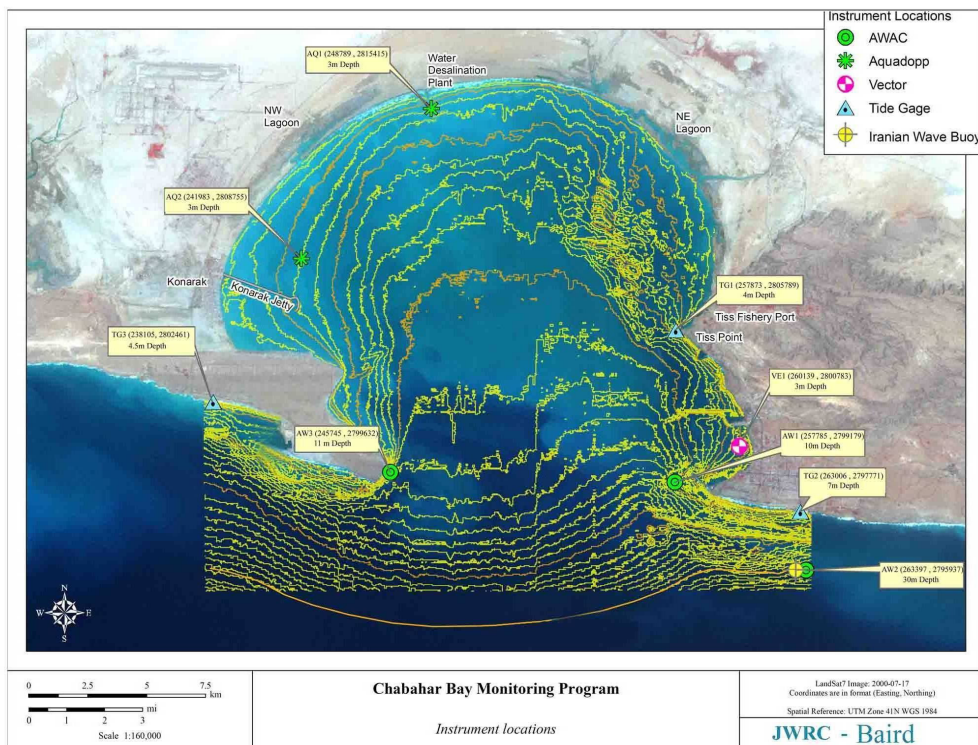 Instrument Locations
AWAC
Aquadopp
Vector
Tide Gage
Iranian Wave Buoy
AQ1 (248789 , 2815415)
3m Depth
Water
Desalination
Plant
NW
Lagoon
NE
Lagoon
AQ2 (241983 , 2808755)
3m Depth
Konarak
Konarak Jetty
TG1 (257873 , 2805789)
4m Depth
Tiss Fishery Port
Tiss Point
TG3 (238105, 2802461)
4.5m Depth
VE1 (260139 , 2800783)
3m Depth
AW3 (245745 , 2799632)
11 m Depth
AW1 (257785 , 2799179)
10m Depth
TG2 (263006 , 2797771)
7m Depth
AW2 (263397 , 2795937)
30m Depth
N
W E
S
0 2.5 5 7.5
km
mi
0 1 2 3
Scale 1:160,000
Chabahar Bay Monitoring Program
Instrument locations
LandSat7 Image: 2000-07-17
Coordinates are in format (Easting, Northing)
Spatial Reference: UTM Zone 41N WGS 1984
JWRC - Baird